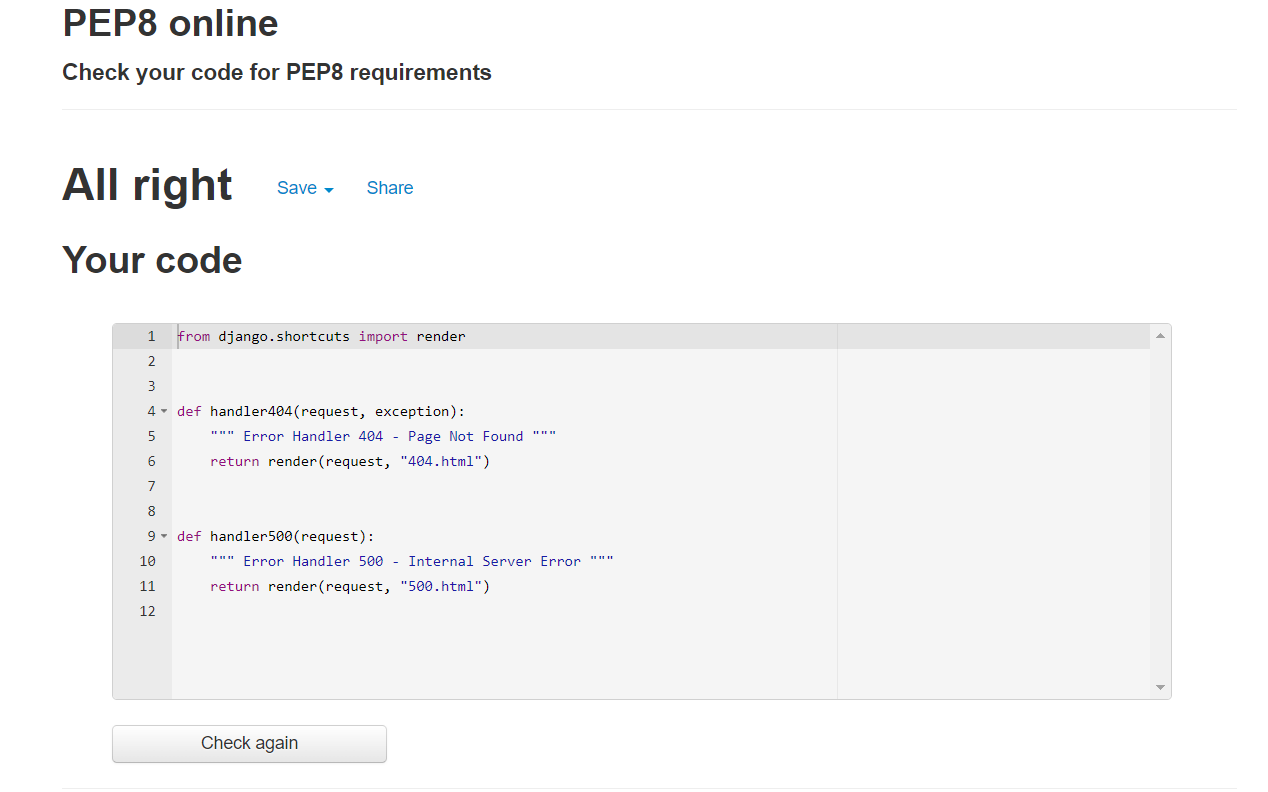 PEP8 online
Check your code for PEP8 requirements
All right Save Share
Your code
1 from django.shortcuts import render
2
3
4 def handler404(request, exception):
5     """ Error Handler 404 - Page Not Found """
6     return render(request, "404.html")
7
8
9 def handler500(request):
10     """ Error Handler 500 - Internal Server Error """
11     return render(request, "500.html")
12
Check again